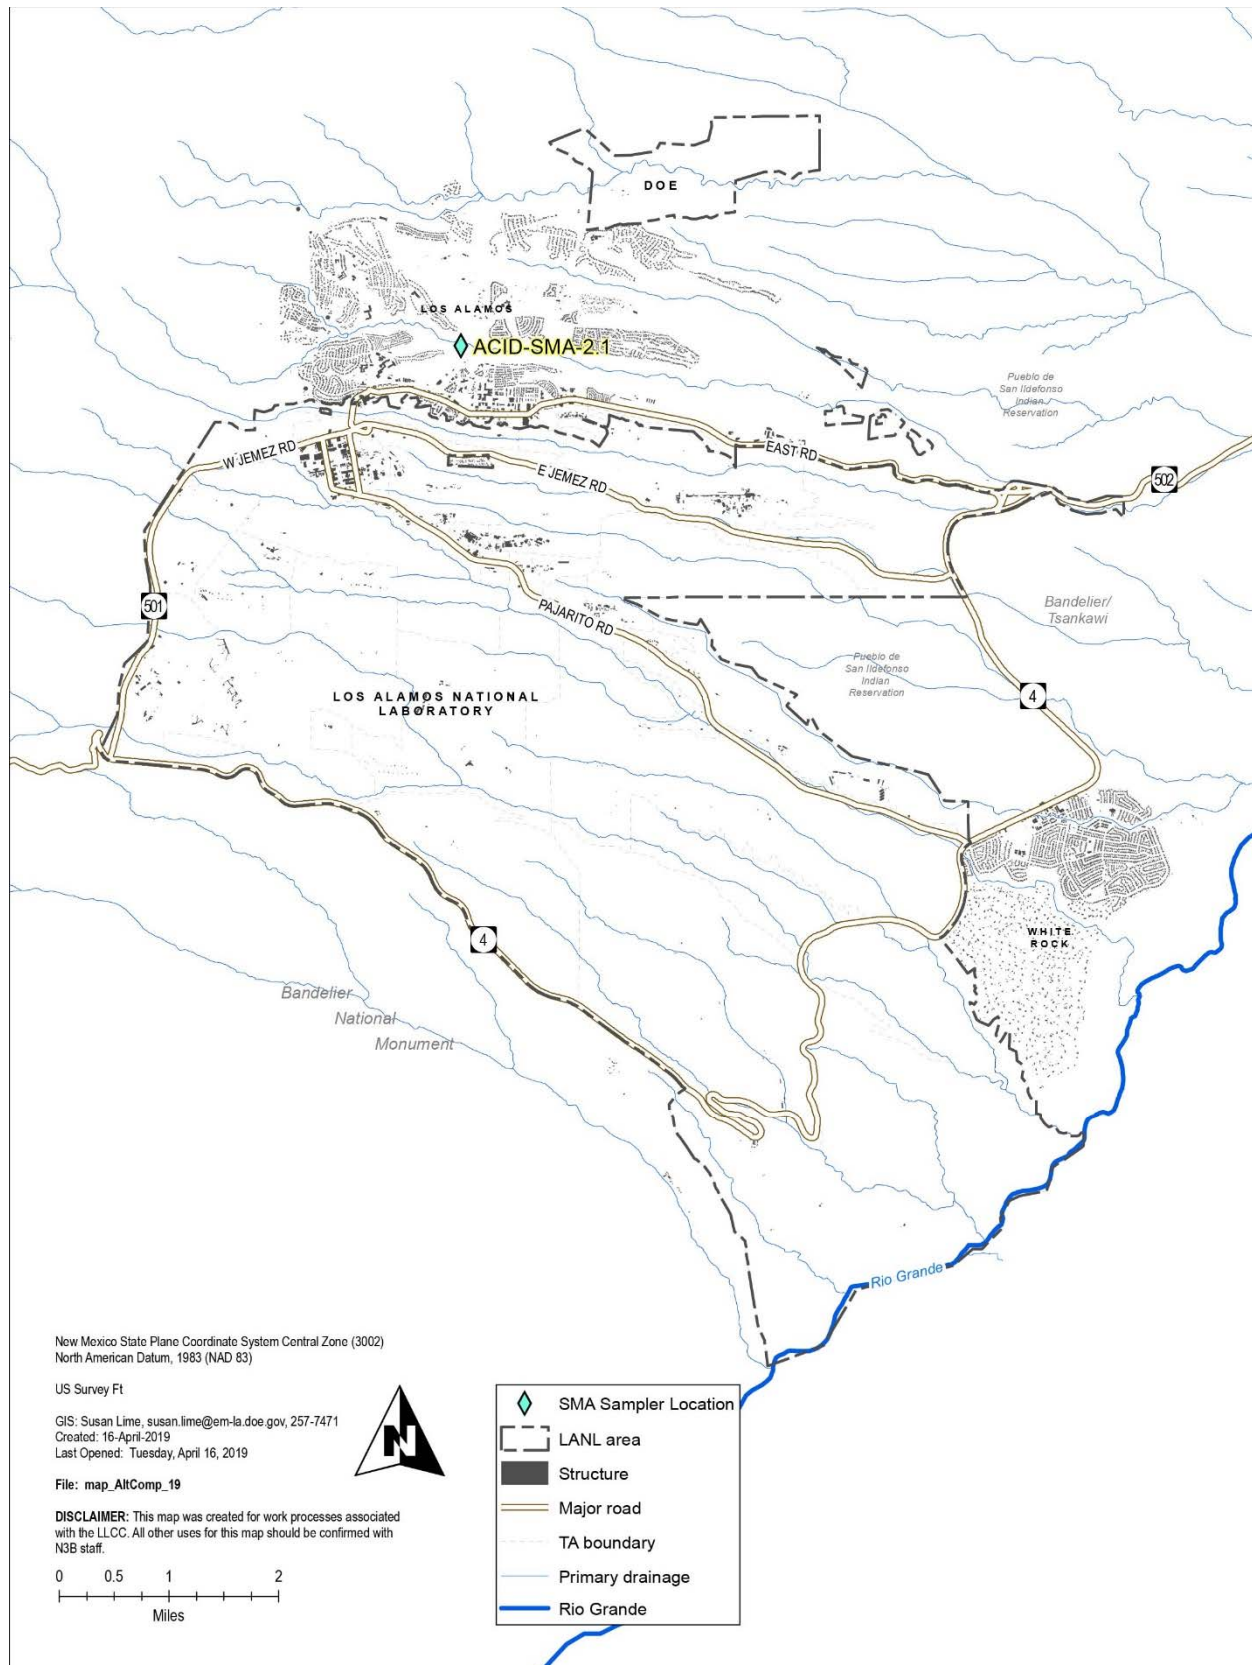 DOE
LOS ALAMOS
ACID-SMA-2.1
Pueblo de
San Ildefonso
Indian
Reservation
W JEMEZ RD
E JEMEZ RD
EAST RD
502
501
PAJARITO RD
Bandelier/
Tsankawi
Pueblo de
San Ildefonso
Indian
Reservation
4
LOS ALAMOS NATIONAL
LABORATORY
4
WHITE
ROCK
Bandelier
National
Monument
Rio Grande
New Mexico State Plane Coordinate System Central Zone (3002)
North American Datum, 1983 (NAD 83)
US Survey Ft
GIS: Susan Lime, susan.lime@em-la.doe.gov, 257-7471
Created: 16-April-2019
Last Opened: Tuesday, April 16, 2019
File: map_AltComp_19
DISCLAIMER: This map was created for work processes associated
with the LLCC. All other uses for this map should be confirmed with
N3B staff.
0 0.5 1 2
Miles
N
SMA Sampler Location
LANL area
Structure
Major road
TA boundary
Primary drainage
Rio Grande